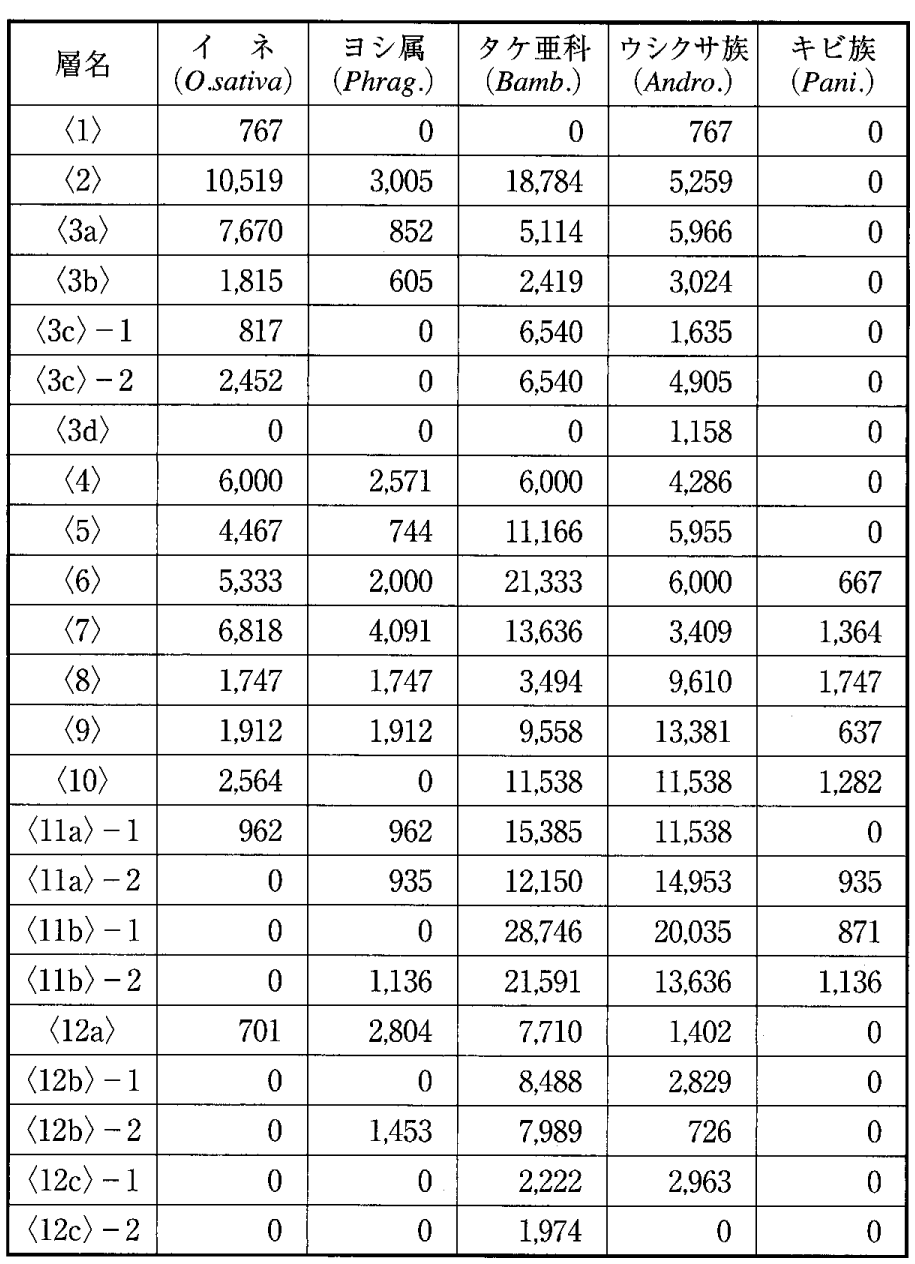 層名 イネ (O.sativa) ヨシ属 (Phrag.) タケ亜科 (Bamb.) ウシクサ族 (Andro.) キビ族 (Pani.)
〈1〉 767 0 0 767 0
〈2〉 10,519 3,005 18,784 5,259 0
〈3a〉 7,670 852 5,114 5,966 0
〈3b〉 1,815 605 2,419 3,024 0
〈3c〉−1 817 0 6,540 1,635 0
〈3c〉−2 2,452 0 6,540 4,905 0
〈3d〉 0 0 0 1,158 0
〈4〉 6,000 2,571 6,000 4,286 0
〈5〉 4,467 744 11,166 5,955 0
〈6〉 5,333 2,000 21,333 6,000 667
〈7〉 6,818 4,091 13,636 3,409 1,364
〈8〉 1,747 1,747 3,494 9,610 1,747
〈9〉 1,912 1,912 9,558 13,381 637
〈10〉 2,564 0 11,538 11,538 1,282
〈11a〉−1 962 962 15,385 11,538 0
〈11a〉−2 0 935 12,150 14,953 935
〈11b〉−1 0 0 28,746 20,035 871
〈11b〉−2 0 1,136 21,591 13,636 1,136
〈12a〉 701 2,804 7,710 1,402 0
〈12b〉−1 0 0 8,488 2,829 0
〈12b〉−2 0 1,453 7,989 726 0
〈12c〉−1 0 0 2,222 2,963 0
〈12c〉−2 0 0 1,974 0 0